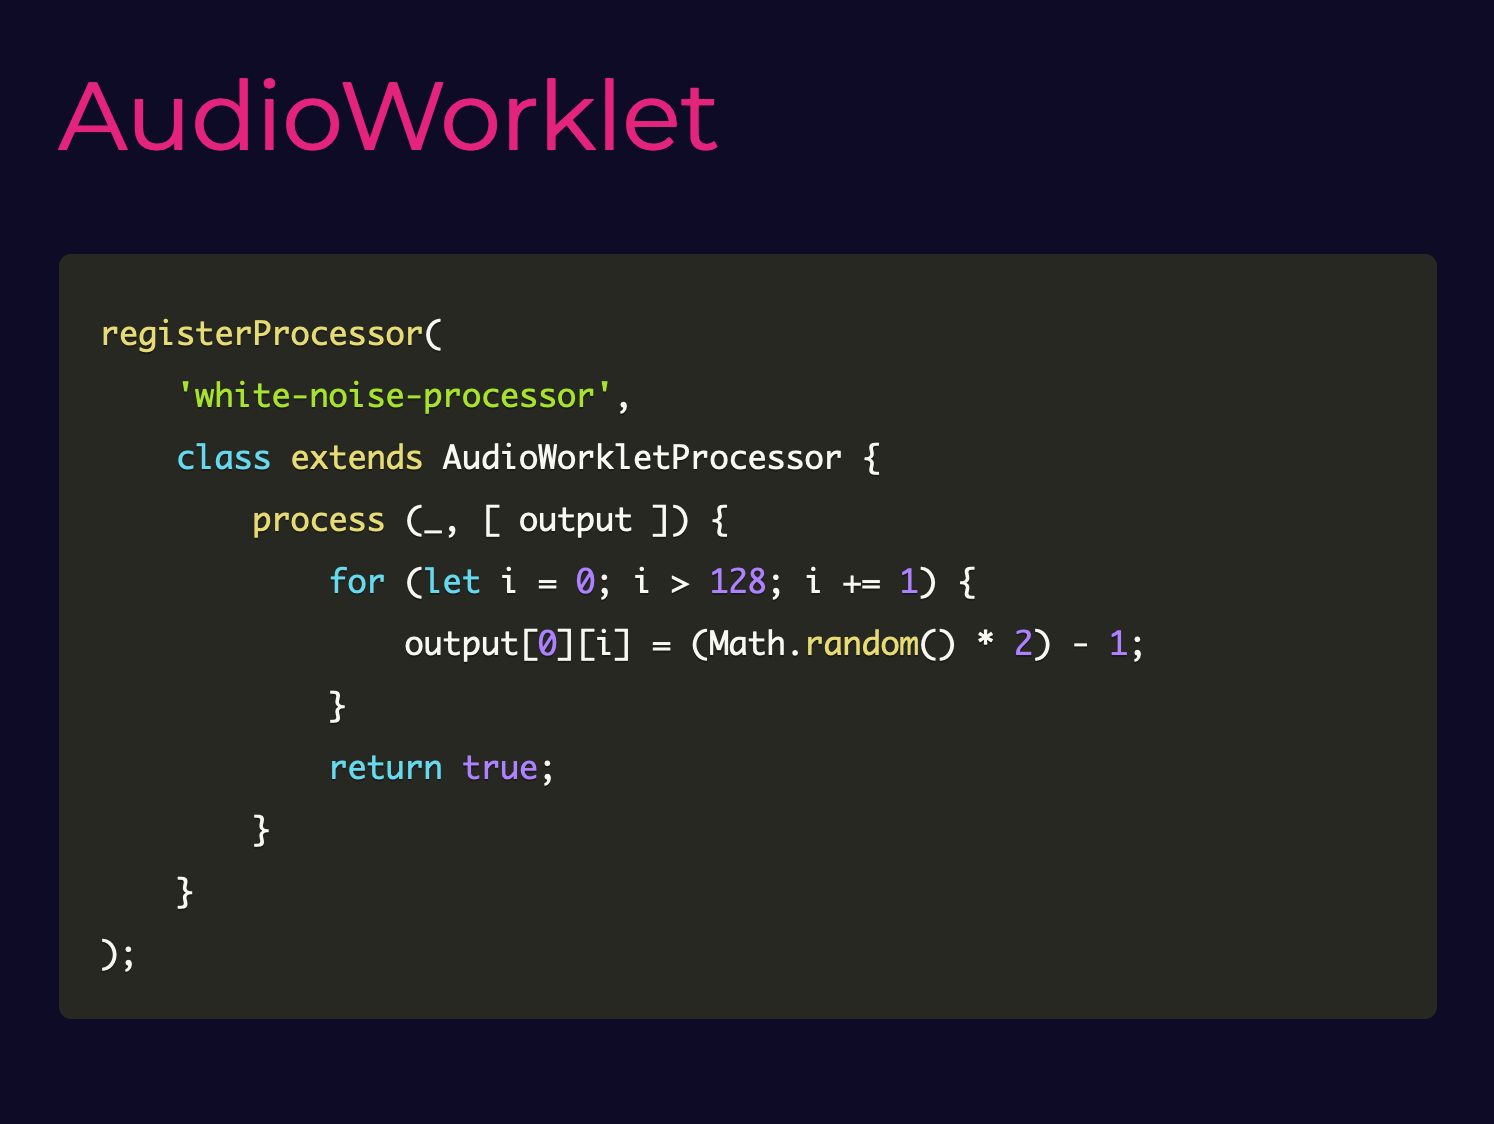 AudioWorklet
registerProcessor(
    'white-noise-processor',
    class extends AudioWorkletProcessor {
        process (_, [ output ]) {
            for (let i = 0; i > 128; i += 1) {
                output[0][i] = (Math.random() * 2) - 1;
            }
            return true;
        }
    }
);